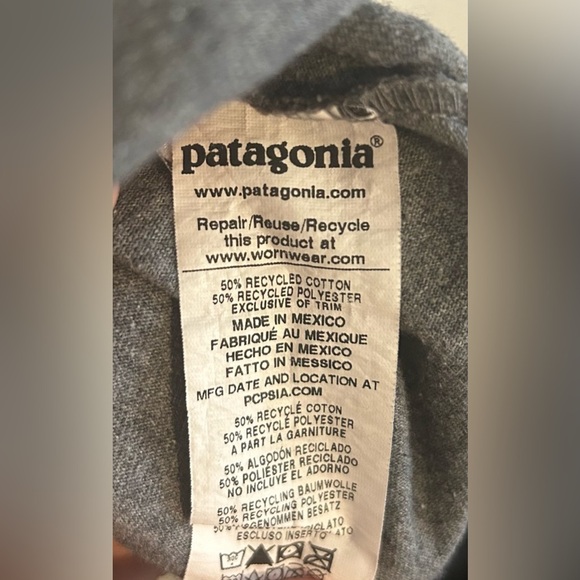 patagonia®
www.patagonia.com
Repair/Reuse/Recycle
this product at
www.wornwear.com
50% RECYCLED COTTON
50% RECYCLED POLYESTER
EXCLUSIVE OF TRIM
MADE IN MEXICO
FABRIQUÉ AU MEXIQUE
HECHO EN MÉXICO
FATTO IN MESSICO
MFG DATE AND LOCATION AT
PCPSIA.COM
50% RECYCLÉ COTON
50% RECYCLÉ POLYESTER
A PART LA GARNITURE
50% ALGODÓN RECICLADO
50% POLIÉSTER RECICLADO
NO INCLUYE EL ADORNO
50% RECYCLING BAUMWOLLE
50% RECYCLING POLYESTER
BESATZ
ESCLUSO